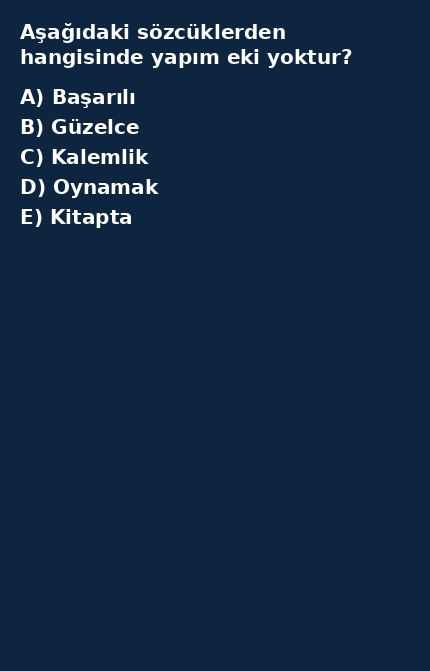 Aşağıdaki sözcüklerden
hangisinde yapım eki yoktur?
A) Başarılı
B) Güzelce
C) Kalemlik
D) Oynamak
E) Kitapta